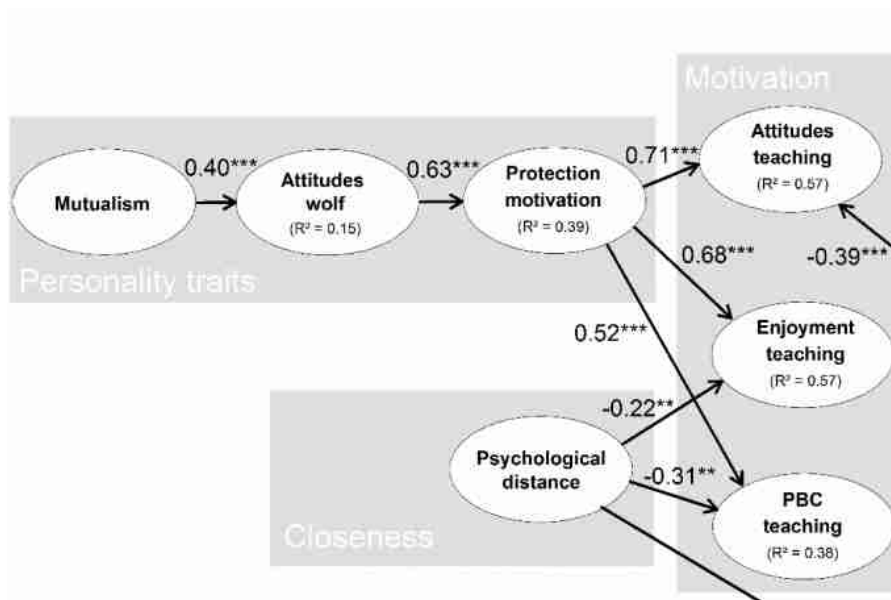 Motivation
Attitudes
teaching
(R² = 0.57)
0.71***
Protection
motivation
(R² = 0.39)
0.63***
Attitudes
wolf
(R² = 0.15)
0.40***
Mutualism
Personality traits
-0.39***
0.68***
0.52***
Enjoyment
teaching
(R² = 0.57)
-0.22**
Psychological
distance
-0.31**
PBC
teaching
(R² = 0.38)
Closeness